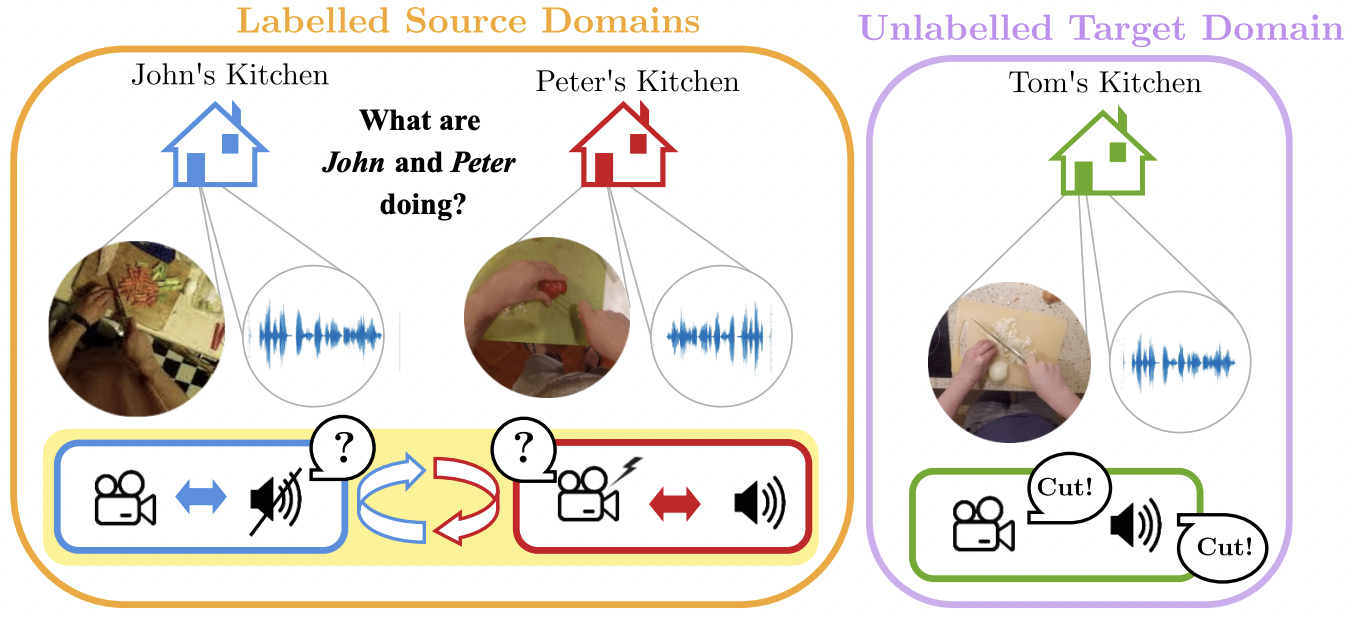 Labelled Source Domains
Unlabelled Target Domain
John's Kitchen
Peter's Kitchen
Tom's Kitchen
What are
John and Peter
doing?
?
?
Cut!
Cut!